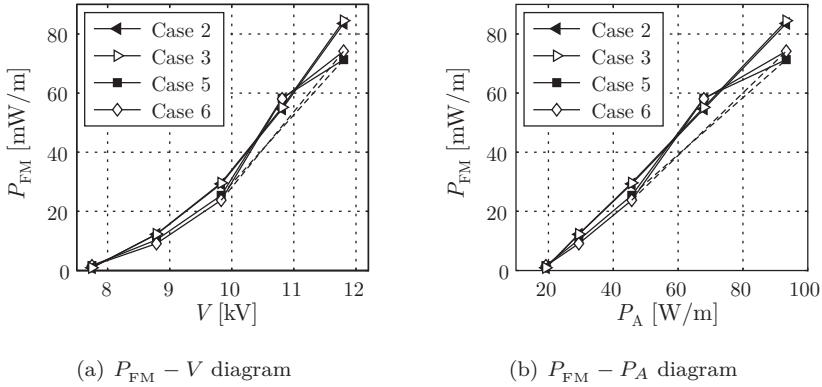 80
60
40
20
0
P_FM [mW/m]
Case 2
Case 3
Case 5
Case 6
8 9 10 11 12
V [kV]
(a) P_FM − V diagram
80
60
40
20
0
P_FM [mW/m]
Case 2
Case 3
Case 5
Case 6
20 40 60 80 100
P_A [W/m]
(b) P_FM − P_A diagram